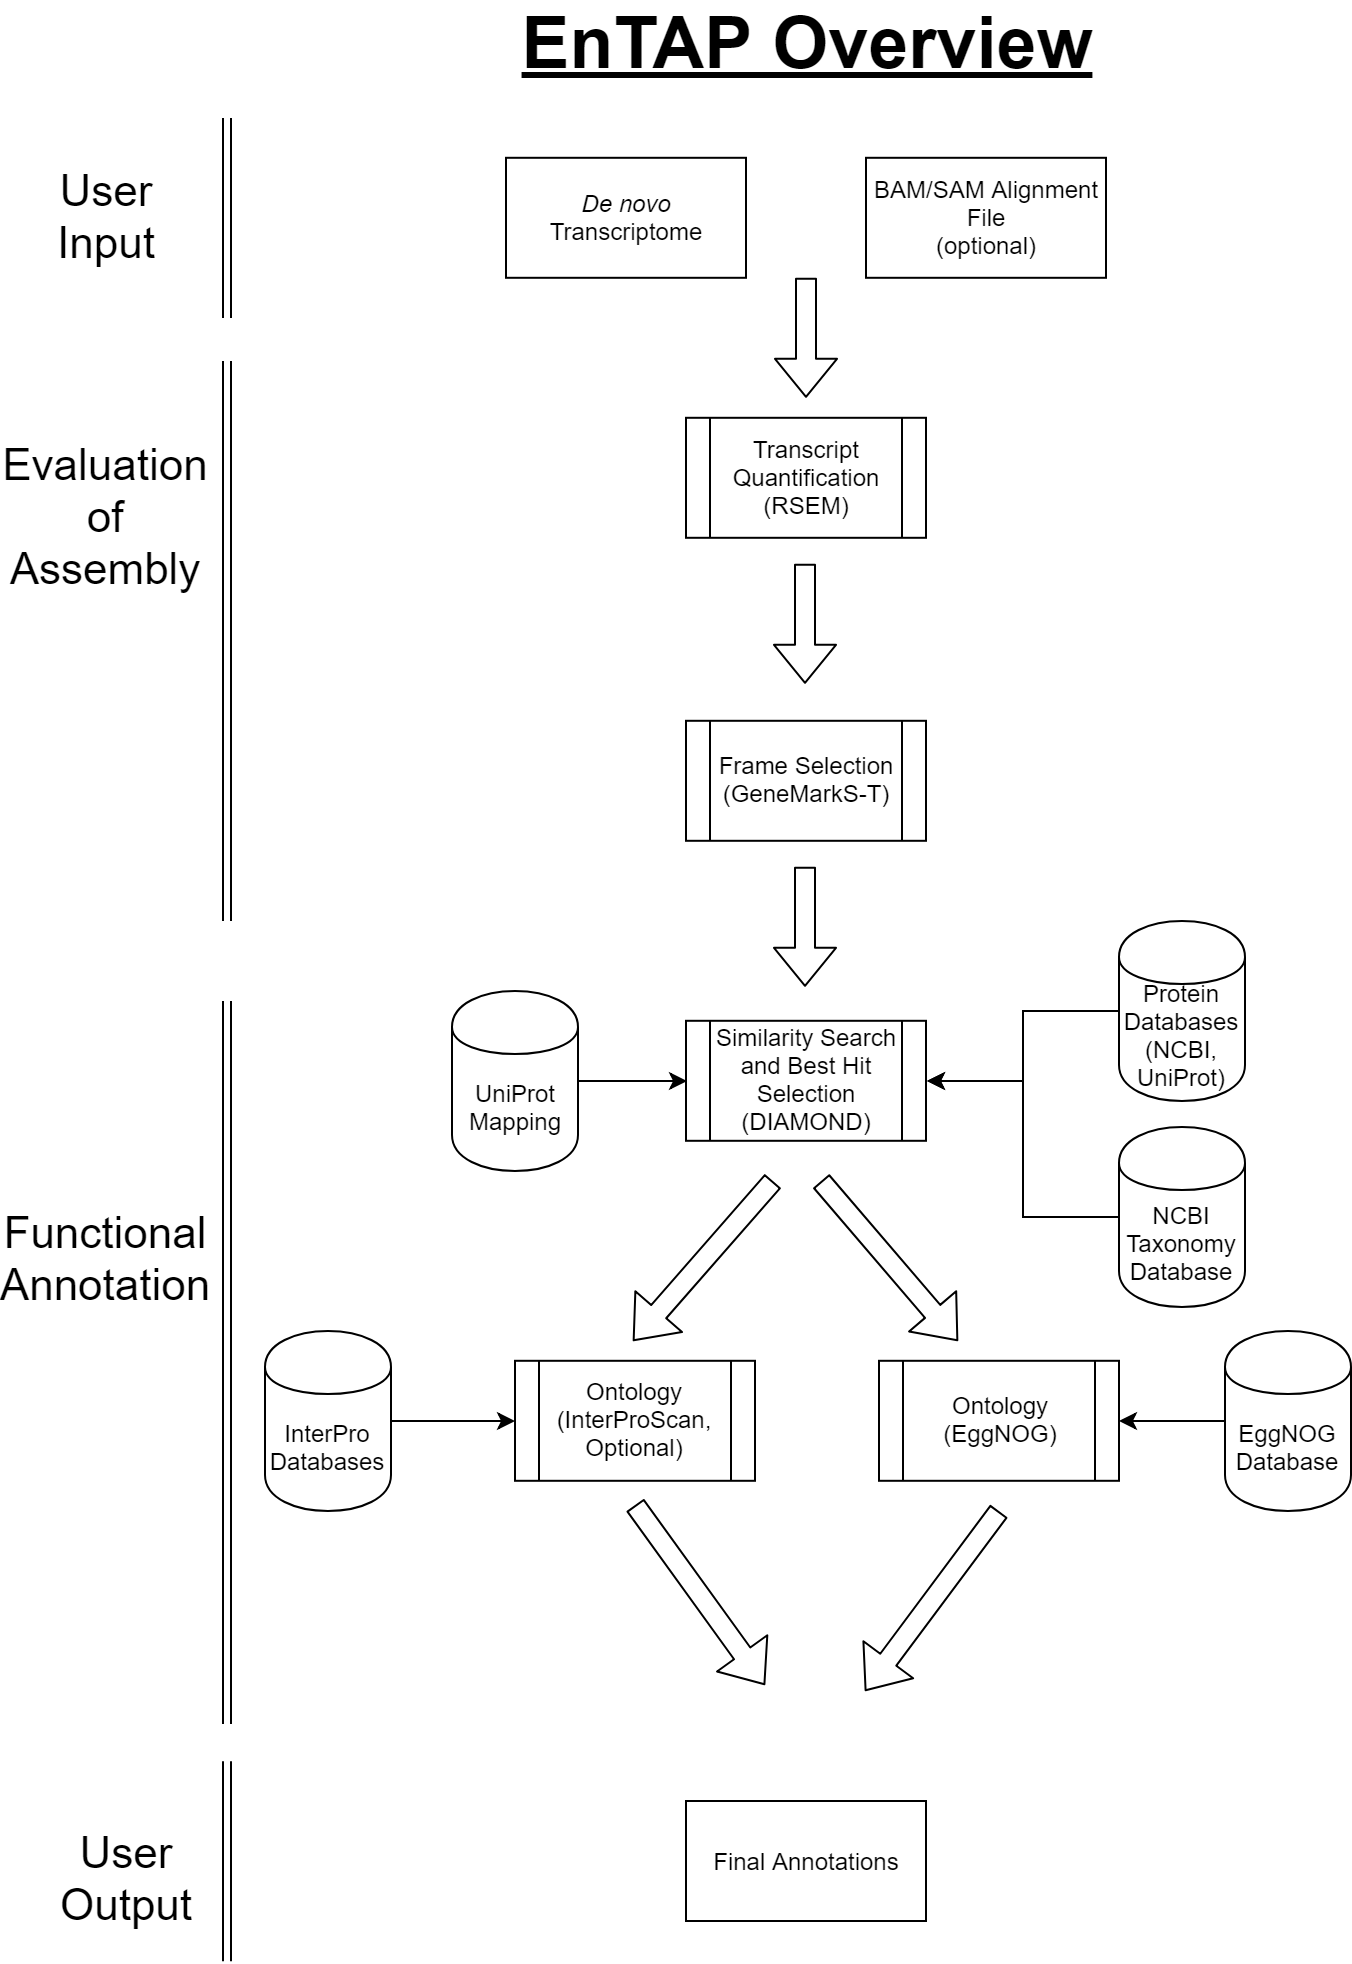 EnTAP Overview
User
Input
De novo
Transcriptome
BAM/SAM Alignment
File
(optional)
Evaluation
of
Assembly
Transcript
Quantification
(RSEM)
Frame Selection
(GeneMarkS-T)
Functional
Annotation
UniProt
Mapping
Similarity Search
and Best Hit
Selection
(DIAMOND)
Protein
Databases
(NCBI,
UniProt)
NCBI
Taxonomy
Database
InterPro
Databases
Ontology
(InterProScan,
Optional)
Ontology
(EggNOG)
EggNOG
Database
User
Output
Final Annotations